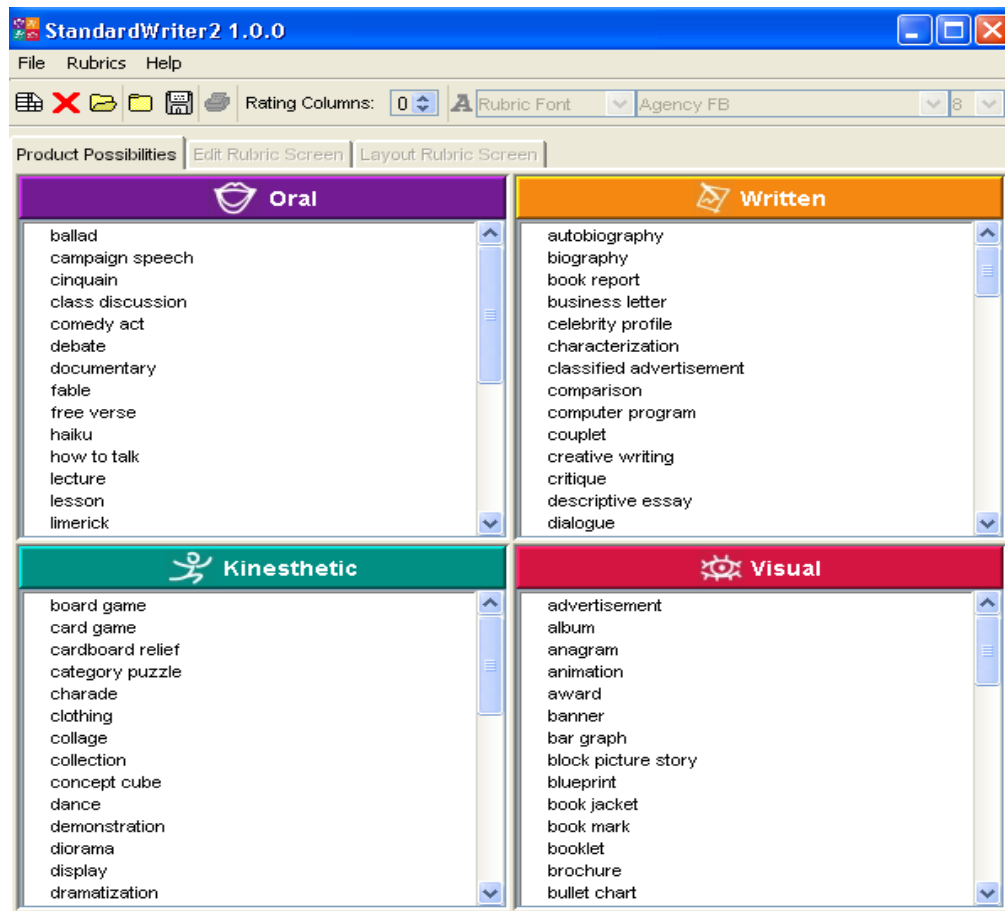 StandardWriter2 1.0.0
File Rubrics Help
Rating Columns: 0 A Rubric Font Agency FB 8
Product Possibilities Edit Rubric Screen Layout Rubric Screen
Oral
ballad
campaign speech
cinquain
class discussion
comedy act
debate
documentary
fable
free verse
haiku
how to talk
lecture
lesson
limerick
Written
autobiography
biography
book report
business letter
celebrity profile
characterization
classified advertisement
comparison
computer program
couplet
creative writing
critique
descriptive essay
dialogue
Kinesthetic
board game
card game
cardboard relief
category puzzle
charade
clothing
collage
collection
concept cube
dance
demonstration
diorama
display
dramatization
Visual
advertisement
album
anagram
animation
award
banner
bar graph
block picture story
blueprint
book jacket
book mark
booklet
brochure
bullet chart